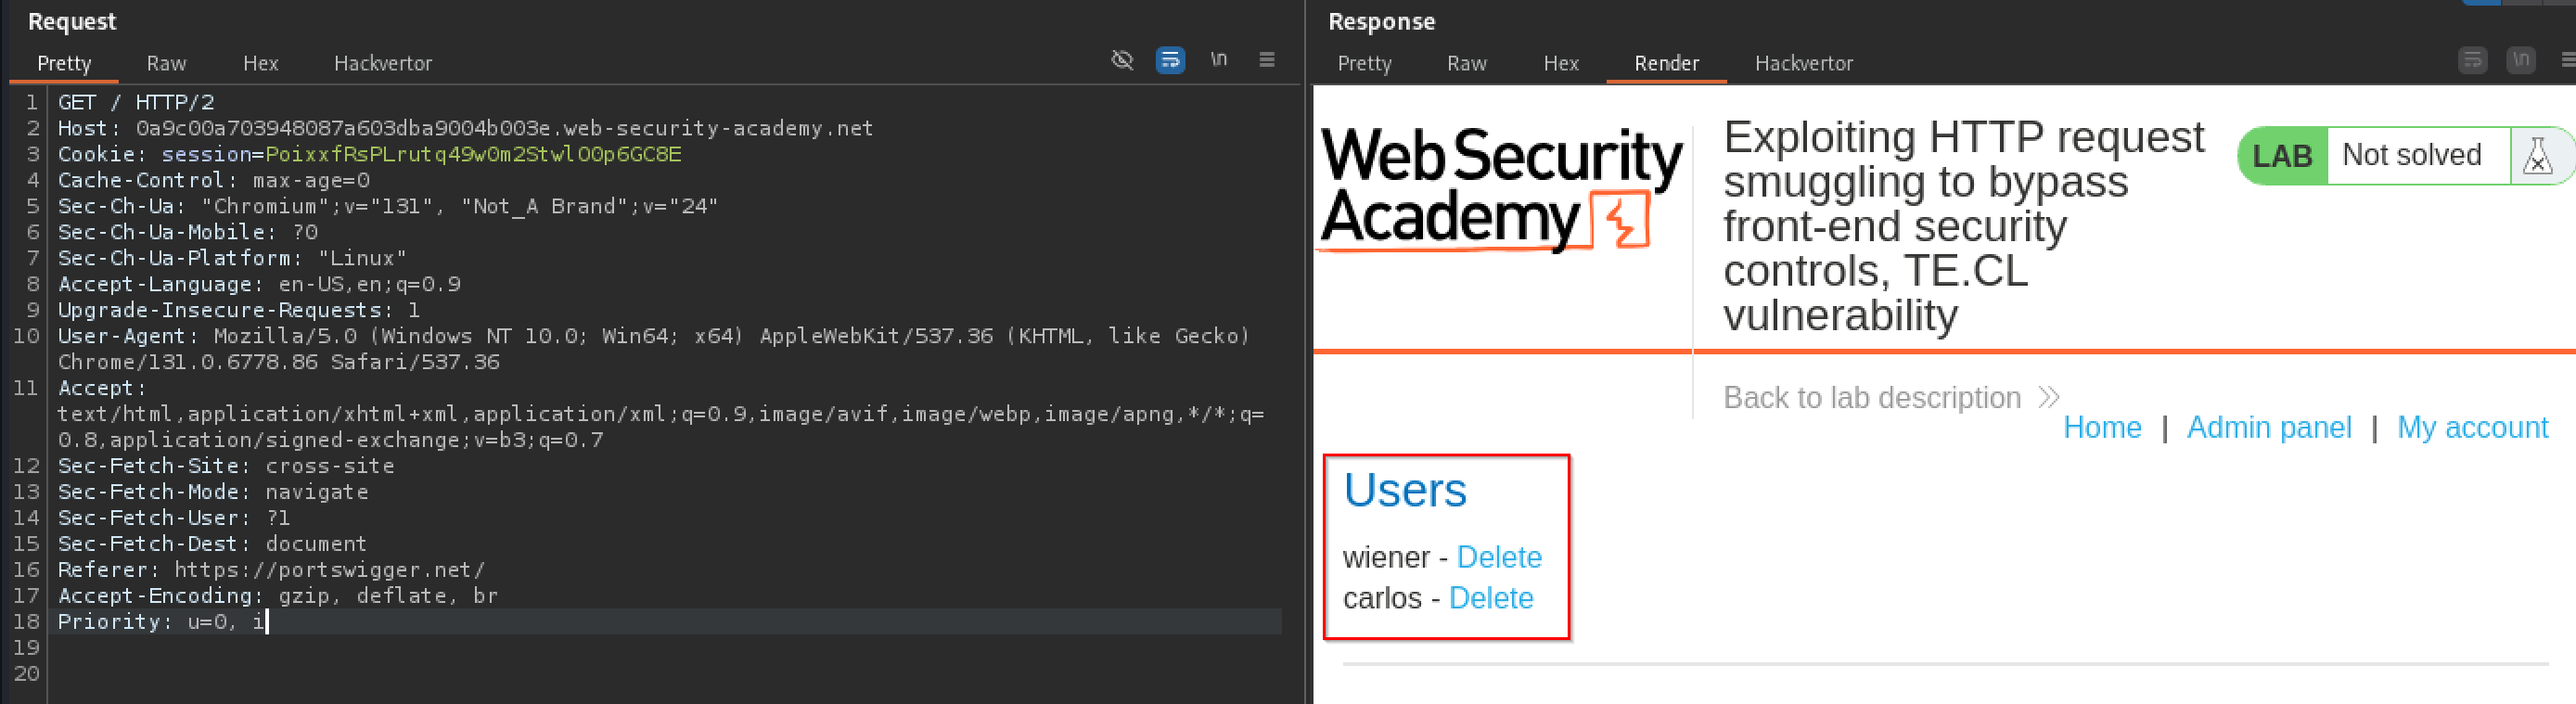 Request
Pretty Raw Hex Hackvertor \n
1 GET / HTTP/2
2 Host: 0a9c00a703948087a603dba9004b003e.web-security-academy.net
3 Cookie: session=PoixxfRsPLrutq49w0m2StwlO0p6GC8E
4 Cache-Control: max-age=0
5 Sec-Ch-Ua: "Chromium";v="131", "Not_A Brand";v="24"
6 Sec-Ch-Ua-Mobile: ?0
7 Sec-Ch-Ua-Platform: "Linux"
8 Accept-Language: en-US,en;q=0.9
9 Upgrade-Insecure-Requests: 1
10 User-Agent: Mozilla/5.0 (Windows NT 10.0; Win64; x64) AppleWebKit/537.36 (KHTML, like Gecko)
Chrome/131.0.6778.86 Safari/537.36
11 Accept:
text/html,application/xhtml+xml,application/xml;q=0.9,image/avif,image/webp,image/apng,*/*;q=
0.8,application/signed-exchange;v=b3;q=0.7
12 Sec-Fetch-Site: cross-site
13 Sec-Fetch-Mode: navigate
14 Sec-Fetch-User: ?1
15 Sec-Fetch-Dest: document
16 Referer: https://portswigger.net/
17 Accept-Encoding: gzip, deflate, br
18 Priority: u=0, i
19
20
Response
Pretty Raw Hex Render Hackvertor \n
Web Security
Academy
Exploiting HTTP request
smuggling to bypass
front-end security
controls, TE.CL
vulnerability
LAB Not solved
Back to lab description
Home | Admin panel | My account
Users
wiener - Delete
carlos - Delete